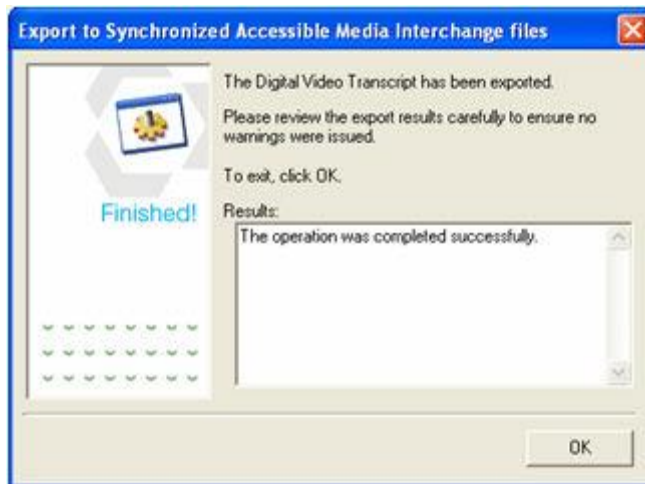 Export to Synchronized Accessible Media Interchange files
The Digital Video Transcript has been exported.
Please review the export results carefully to ensure no
warnings were issued.
To exit, click OK.
Finished!
Results:
The operation was completed successfully.
OK